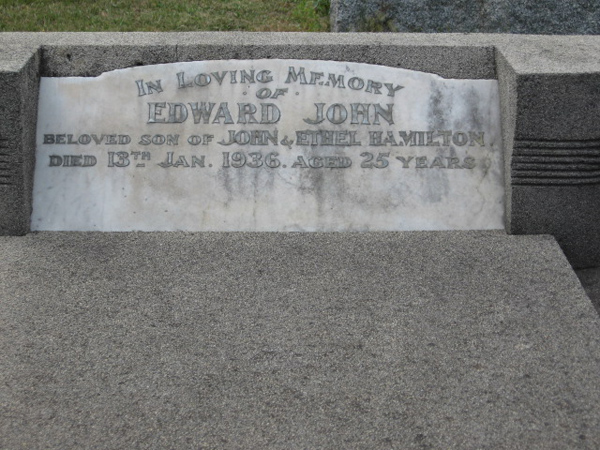 IN LOVING MEMORY
OF
EDWARD JOHN
BELOVED SON OF JOHN & ETHEL HAMILTON
DIED 13TH JAN. 1936. AGED 25 YEARS